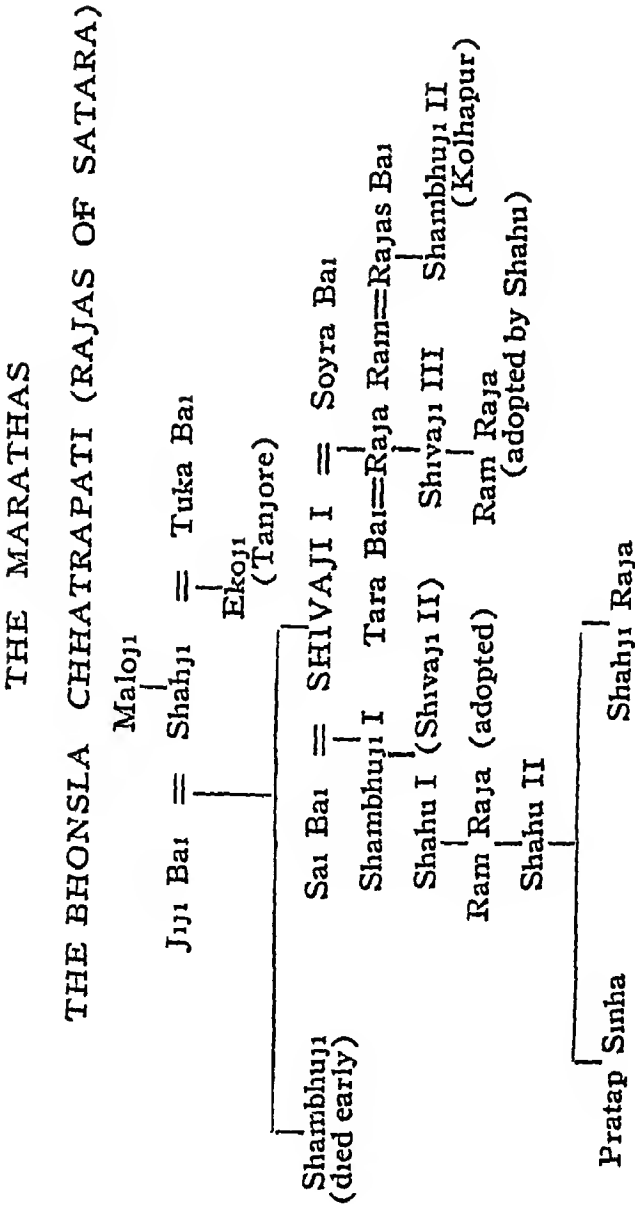 THE MARATHAS
THE BHONSLA CHHATRAPATI (RAJAS OF SATARA)
Maloji
Jiji Bai = Shahji = Tuka Bai
Ekoji
(Tanjore)
Shambhuji
(died early)
Sai Bai = SHIVAJI I = Soyra Bai
Shambhuji I Tara Bai=Raja Ram=Rajas Bai
Shahu I (Shivaji II) Shivaji III Shambhuji II
(Kolhapur)
Ram Raja (adopted) Ram Raja
(adopted by Shahu)
Shahu II
Pratap Sinha Shahji Raja